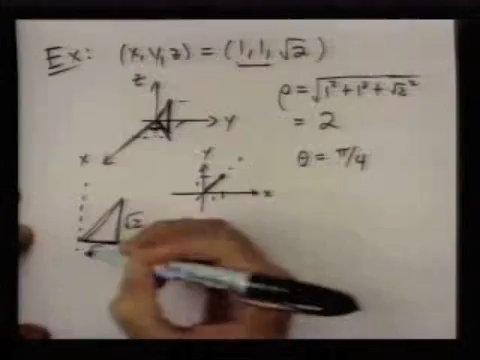 Ex: (x,y,z) = (1,1,√2)
z
ρ = √1² + 1² + √2²
y
= 2
x
y
θ = π/4
x
√2